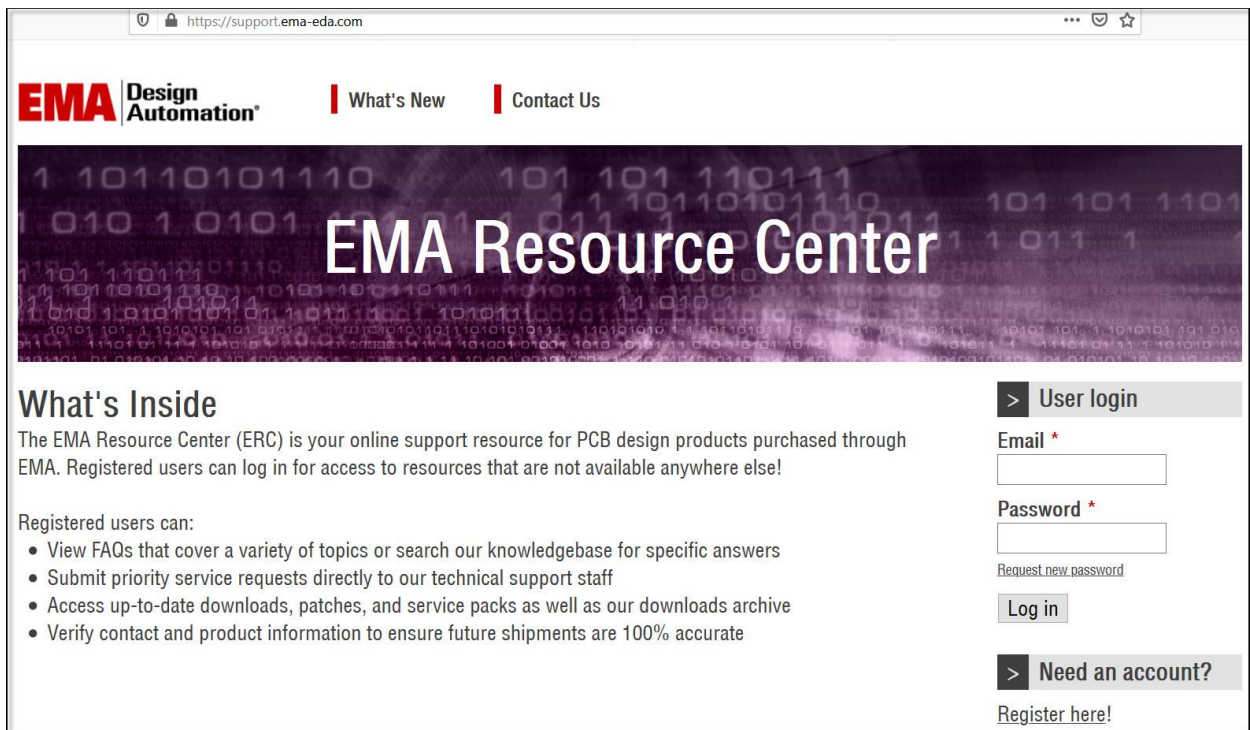 https://support.ema-eda.com
EMA Design Automation®
What's New
Contact Us
EMA Resource Center
What's Inside
The EMA Resource Center (ERC) is your online support resource for PCB design products purchased through
EMA. Registered users can log in for access to resources that are not available anywhere else!
Registered users can:
• View FAQs that cover a variety of topics or search our knowledgebase for specific answers
• Submit priority service requests directly to our technical support staff
• Access up-to-date downloads, patches, and service packs as well as our downloads archive
• Verify contact and product information to ensure future shipments are 100% accurate
> User login
Email *
Password *
Request new password
Log in
> Need an account?
Register here!